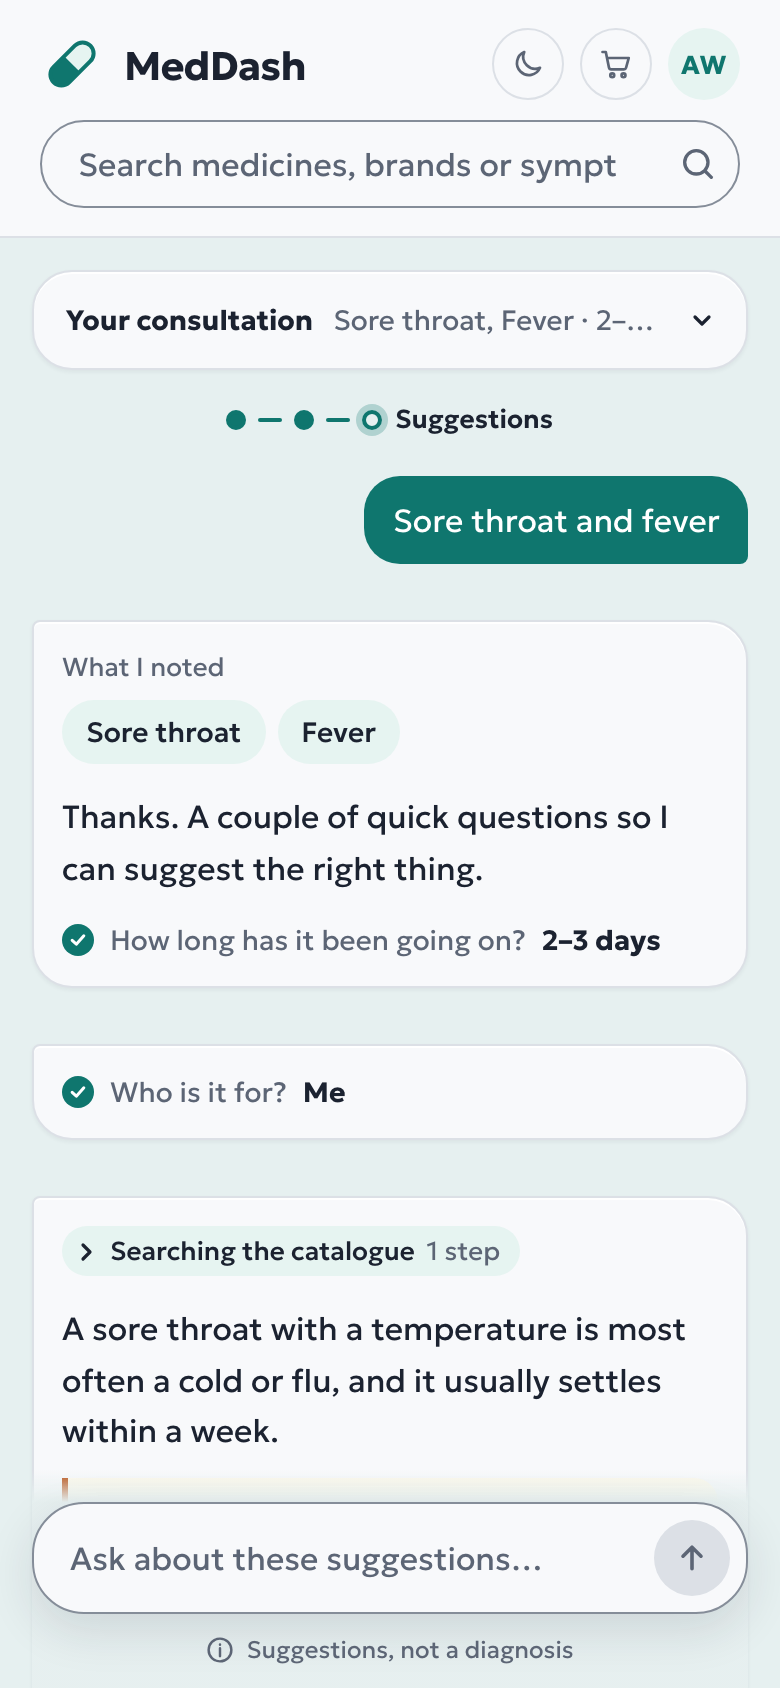 MedDash
AW
Search medicines, brands or sympt
Your consultation Sore throat, Fever · 2–…
Suggestions
Sore throat and fever
What I noted
Sore throat Fever
Thanks. A couple of quick questions so I
can suggest the right thing.
How long has it been going on? 2–3 days
Who is it for? Me
Searching the catalogue 1 step
A sore throat with a temperature is most
often a cold or flu, and it usually settles
within a week.
Ask about these suggestions…
Suggestions, not a diagnosis